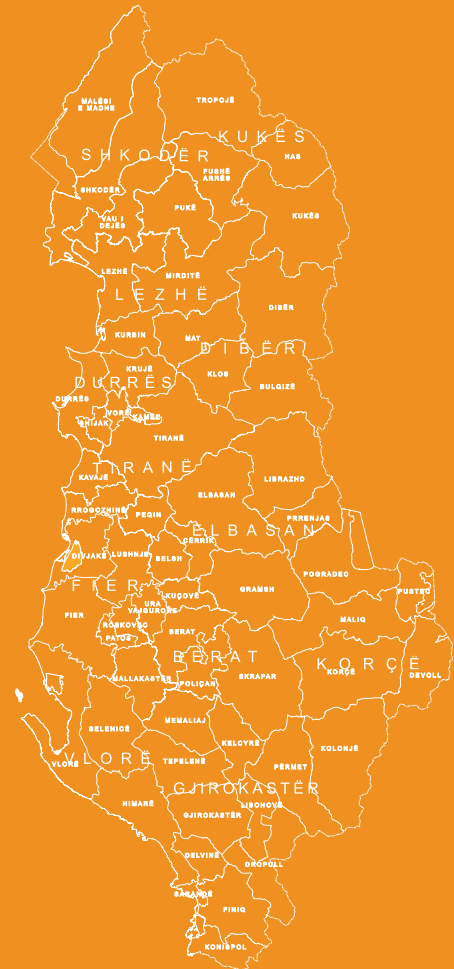 MALËSI
E MADHE
TROPOJË
KUKËS
SHKODËR
HAS
FUSHË
ARRËS
SHKODËR
PUKË
KUKËS
VAU I
DEJËS
LEZHË
MIRDITË
LEZHË
DIBËR
KURBIN
MAT
DIBËR
KRUJË
KLOS
DURRËS
BULQIZË
DURRËS
VORË
KAMËZ
SHIJAK
TIRANË
TIRANË
KAVAJË
LIBRAZHD
ELBASAN
RROGOZHINË
PEQIN
PRRENJAS
ELBASAN
CËRRIK
DIVJAKË
LUSHNJE
BELSH
POGRADEC
FIER
GRAMSH
PUSTEC
KUÇOVË
URA
VAJGURORE
FIER
ROSKOVEC
MALIQ
BERAT
PATOS
BERAT
KORÇË
KORÇË
DEVOLL
MALLAKASTËR
POLIÇAN
SKRAPAR
MEMALIAJ
SELENICË
KELCYRË
KOLONJË
VLORË
VLORË
TEPELENË
PËRMET
GJIROKASTËR
HIMARË
LIBOHOVË
GJIROKASTËR
DELVINË
DROPULL
SARANDË
FINIQ
KONISPOL